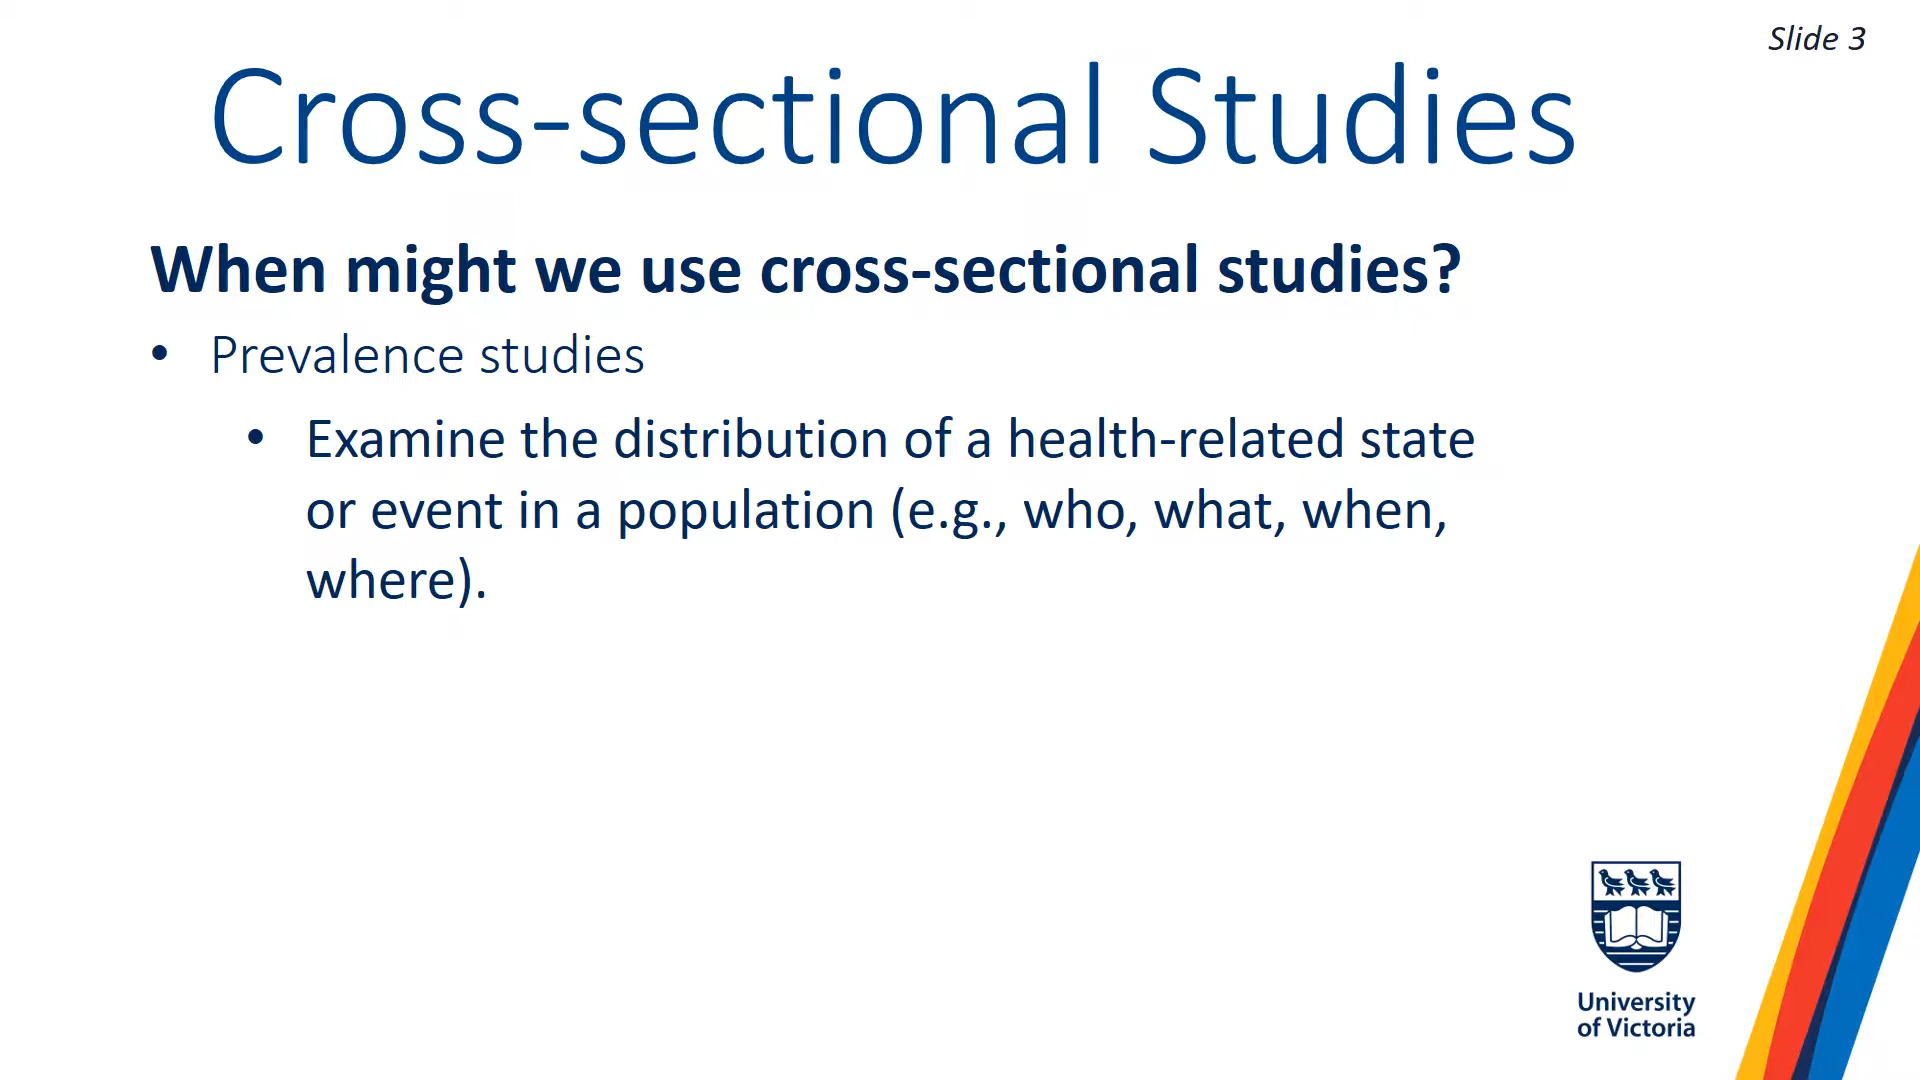 Slide 3
Cross-sectional Studies
When might we use cross-sectional studies?
• Prevalence studies
• Examine the distribution of a health-related state
or event in a population (e.g., who, what, when,
where).
University
of Victoria